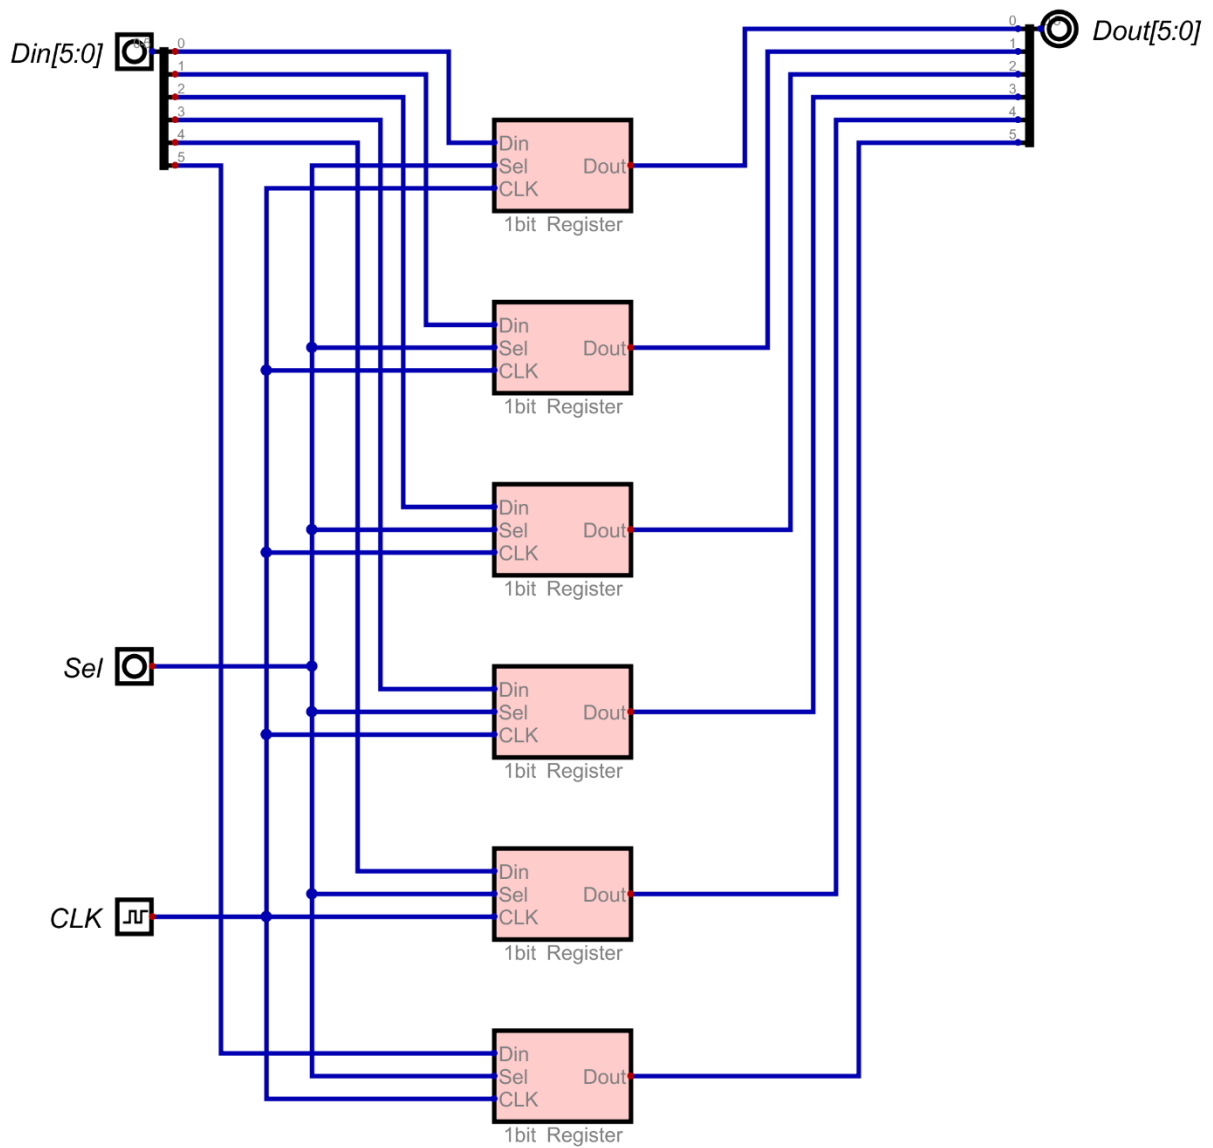 Din[5:0]
0
1
2
3
4
5
0
1
2
3
4
5
Dout[5:0]
Din
Sel
CLK
Dout
1bit Register
Din
Sel
CLK
Dout
1bit Register
Din
Sel
CLK
Dout
1bit Register
Sel
Din
Sel
CLK
Dout
1bit Register
CLK
Din
Sel
CLK
Dout
1bit Register
Din
Sel
CLK
Dout
1bit Register